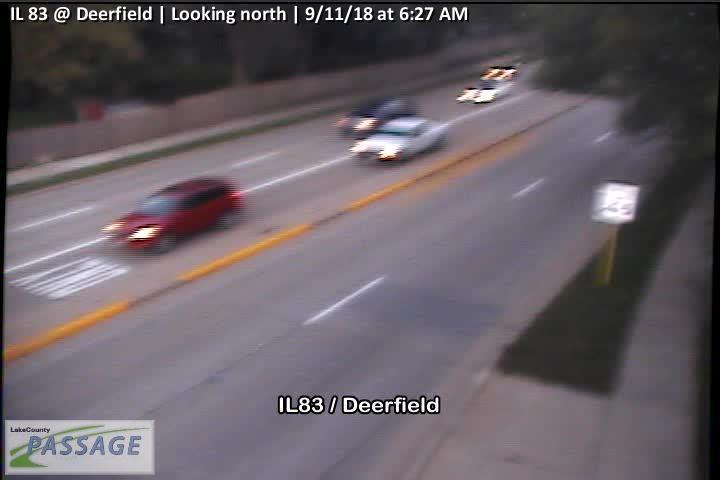 IL 83 @ Deerfield | Looking north | 9/11/18 at 6:27 AM
IL83 / Deerfield
LakeCounty
PASSAGE